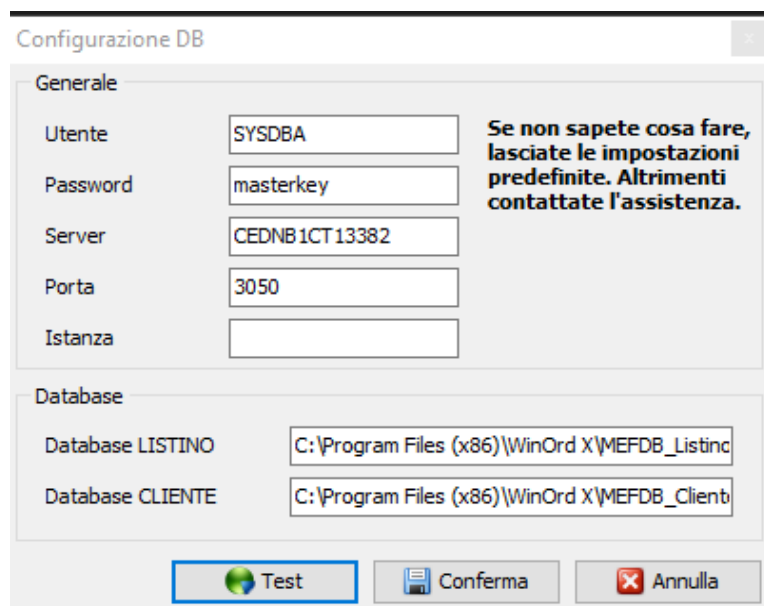 Configurazione DB
Generale
Utente
SYSDBA
Password
masterkey
Server
CEDNB1CT13382
Porta
3050
Istanza
Se non sapete cosa fare,
lasciate le impostazioni
predefinite. Altrimenti
contattate l'assistenza.
Database
Database LISTINO
C:\Program Files (x86)\WinOrd X\MEFDB_Listino
Database CLIENTE
C:\Program Files (x86)\WinOrd X\MEFDB_Cliente
Test
Conferma
Annulla